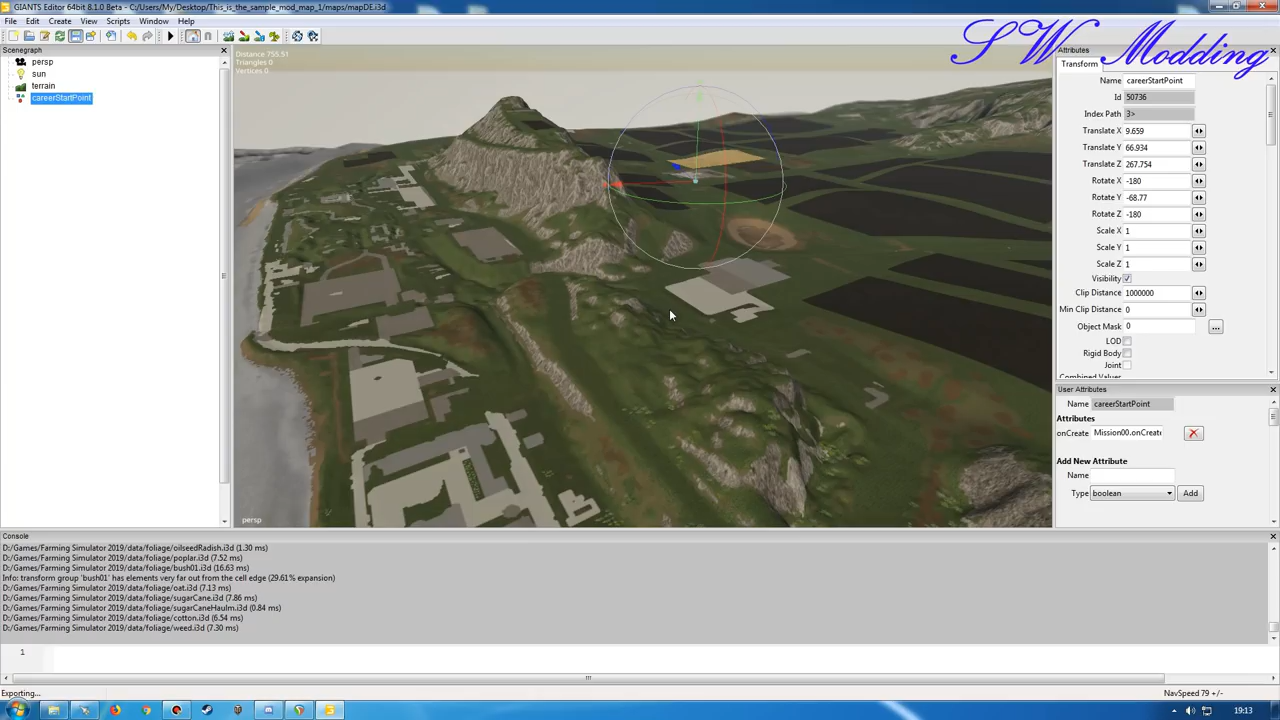 GIANTS Editor 64bit 8.1.0 Beta - C:/Users/My/Desktop/This_is_the_sample_mod_map_1/maps/mapDE.i3d
File Edit Create View Scripts Window Help
SW Modding
Scenegraph
persp
sun
terrain
careerStartPoint
Distance 755.51
Triangles 0
Vertices 0
persp
Attributes
Transform
Name careerStartPoint
Id 50736
Index Path 3>
Translate X 9.659
Translate Y 66.934
Translate Z 267.754
Rotate X -180
Rotate Y -68.77
Rotate Z -180
Scale X 1
Scale Y 1
Scale Z 1
Visibility
Clip Distance 1000000
Min Clip Distance 0
Object Mask 0 ...
LOD
Rigid Body
Joint
Combined Values
User Attributes
Name careerStartPoint
Attributes
onCreate Mission00.onCreate
Add New Attribute
Name
Type boolean Add
Console
D:/Games/Farming Simulator 2019/data/foliage/oilseedRadish.i3d (1.30 ms)
D:/Games/Farming Simulator 2019/data/foliage/poplar.i3d (7.52 ms)
D:/Games/Farming Simulator 2019/data/foliage/bush01.i3d (16.63 ms)
Info: transform group 'bush01' has elements very far out from the cell edge (29.61% expansion)
D:/Games/Farming Simulator 2019/data/foliage/oat.i3d (7.13 ms)
D:/Games/Farming Simulator 2019/data/foliage/sugarCane.i3d (7.86 ms)
D:/Games/Farming Simulator 2019/data/foliage/sugarCaneHaulm.i3d (0.84 ms)
D:/Games/Farming Simulator 2019/data/foliage/cotton.i3d (6.54 ms)
D:/Games/Farming Simulator 2019/data/foliage/weed.i3d (7.30 ms)
1
Exporting...
NavSpeed 79 +/-
19:13